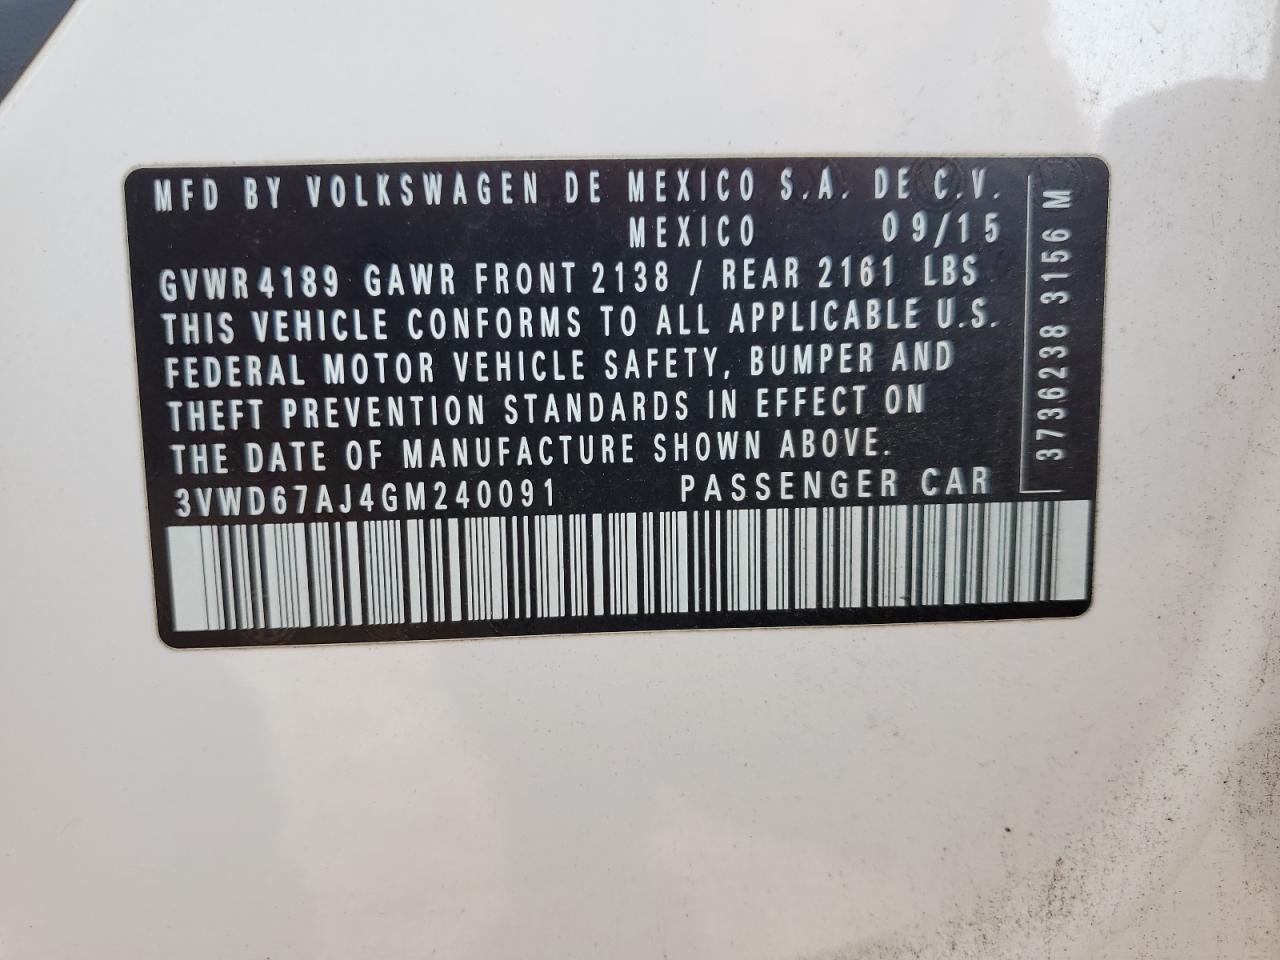 MFD BY VOLKSWAGEN DE MEXICO S.A. DE C.V.
MEXICO 09/15
GVWR 4189 GAWR FRONT 2138 / REAR 2161 LBS
THIS VEHICLE CONFORMS TO ALL APPLICABLE U.S.
FEDERAL MOTOR VEHICLE SAFETY, BUMPER AND
THEFT PREVENTION STANDARDS IN EFFECT ON
THE DATE OF MANUFACTURE SHOWN ABOVE.
3VWD67AJ4GM240091 PASSENGER CAR
3736238 3156 M